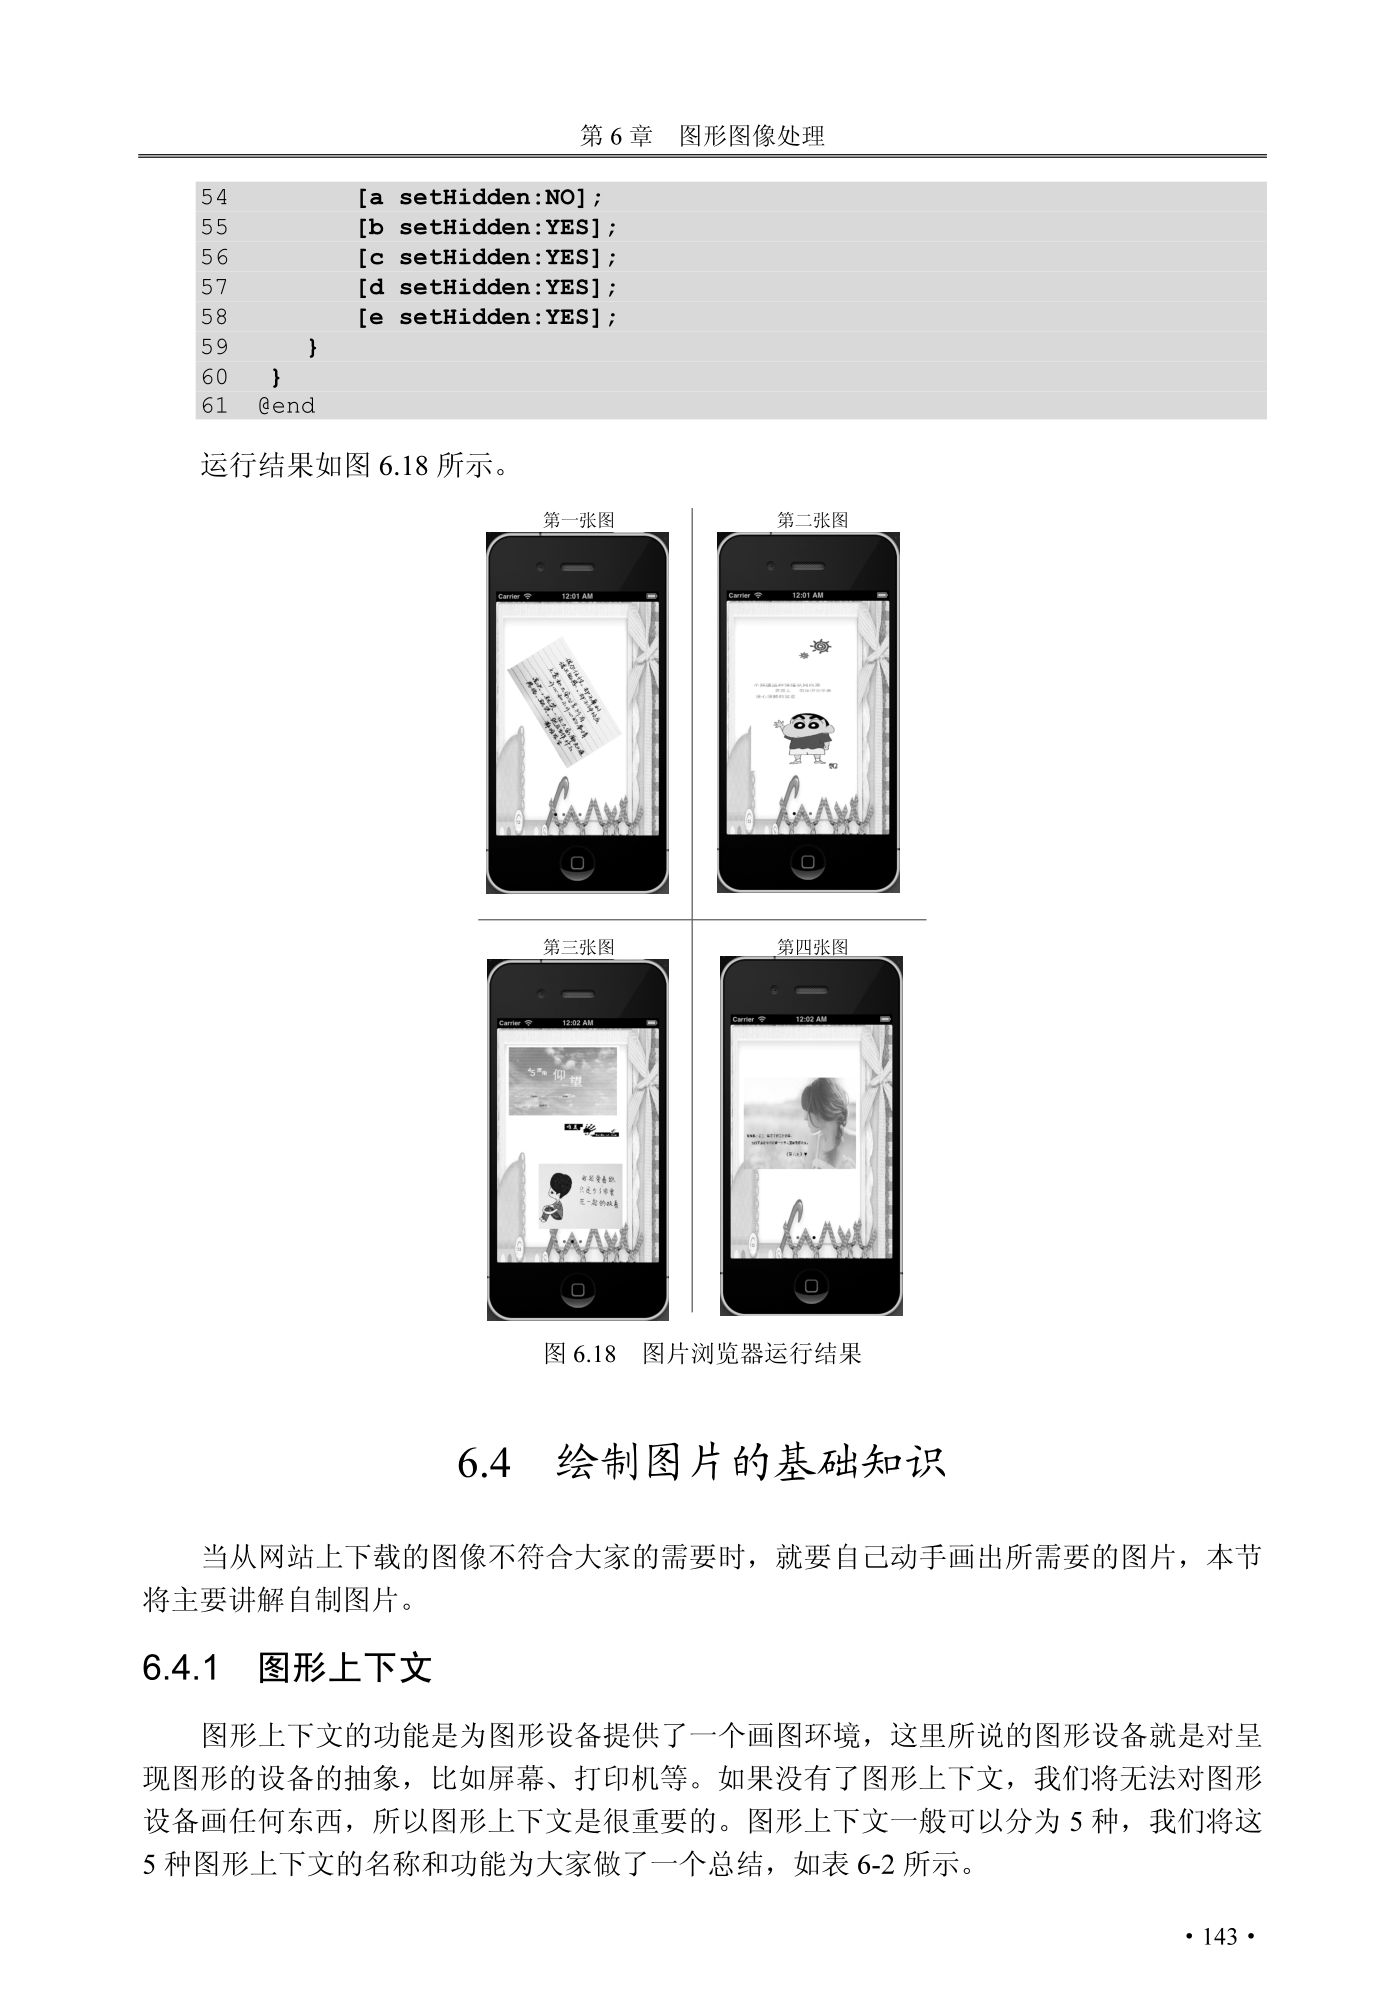 第 6 章 图形图像处理
54 [a setHidden:NO];
55 [b setHidden:YES];
56 [c setHidden:YES];
57 [d setHidden:YES];
58 [e setHidden:YES];
59 }
60 }
61 @end
运行结果如图 6.18 所示。
第一张图
Carrier 12:01 AM
第二张图
Carrier 12:01 AM
第三张图
Carrier 12:02 AM
仰望
第四张图
Carrier 12:02 AM
图 6.18 图片浏览器运行结果
6.4 绘制图片的基础知识
当从网站上下载的图像不符合大家的需要时，就要自己动手画出所需要的图片，本节
将主要讲解自制图片。
6.4.1 图形上下文
图形上下文的功能是为图形设备提供了一个画图环境，这里所说的图形设备就是对呈
现图形的设备的抽象，比如屏幕、打印机等。如果没有了图形上下文，我们将无法对图形
设备画任何东西，所以图形上下文是很重要的。图形上下文一般可以分为 5 种，我们将这
5 种图形上下文的名称和功能为大家做了一个总结，如表 6-2 所示。
• 143 •